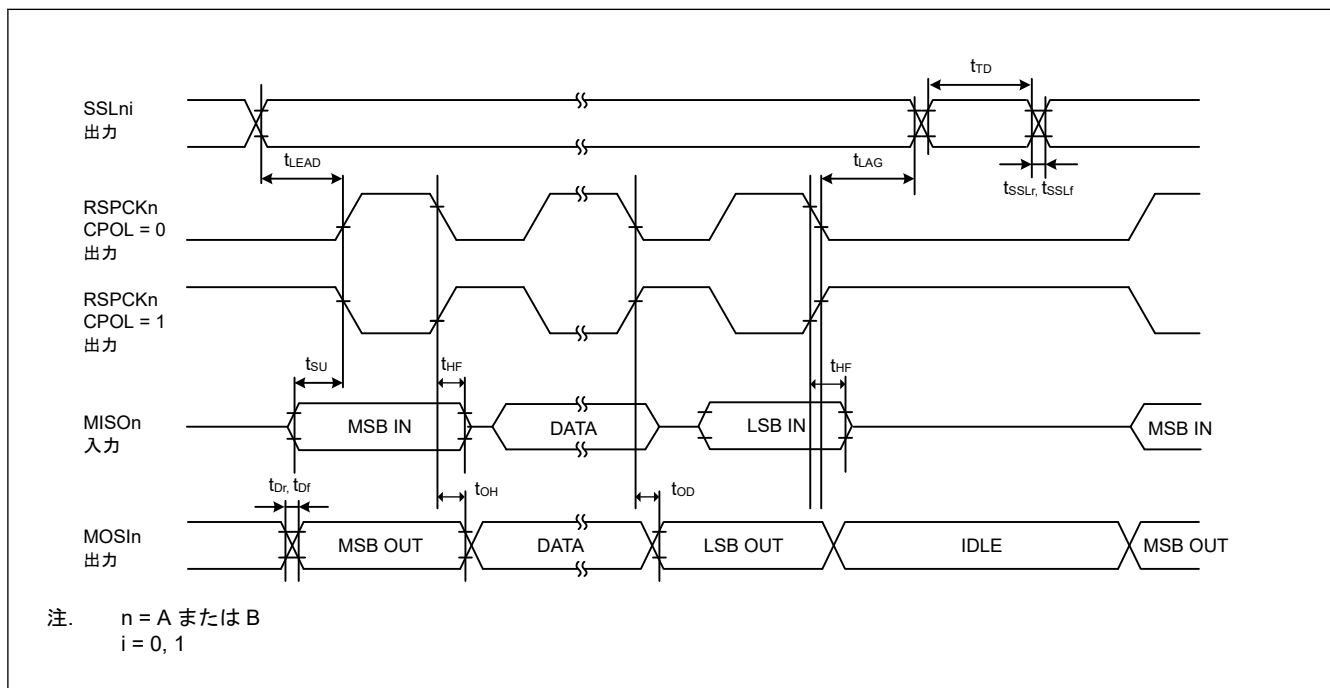 tTD
SSLni
出力
tLEAD
tLAG
tSSLr, tSSLf
RSPCKn
CPOL = 0
出力
RSPCKn
CPOL = 1
出力
tSU
tHF
tHF
MISOn
入力
MSB IN
DATA
LSB IN
MSB IN
tDr, tDf
tOH
tOD
MOSIn
出力
MSB OUT
DATA
LSB OUT
IDLE
MSB OUT
注. n = A または B
i = 0, 1